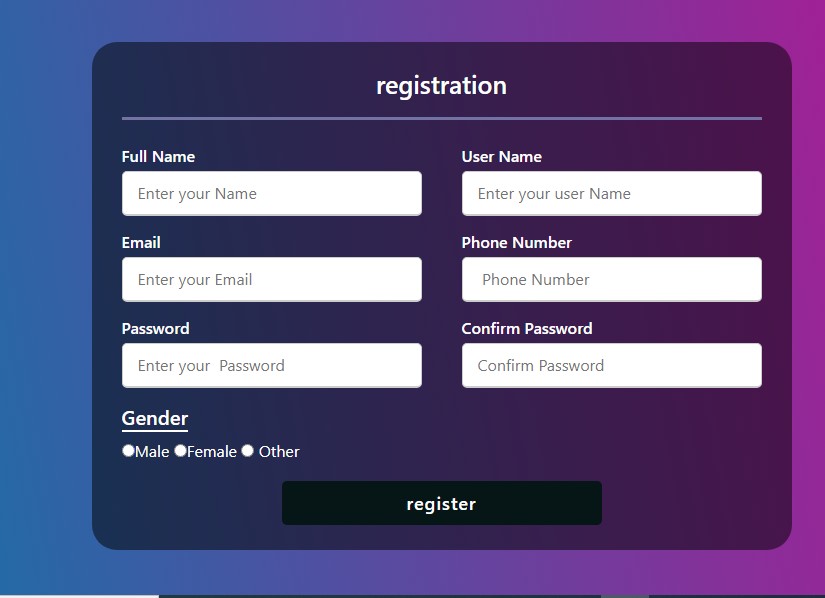 registration
Full Name User Name
Enter your Name Enter your user Name
Email Phone Number
Enter your Email Phone Number
Password Confirm Password
Enter your  Password Confirm Password
Gender
Male Female Other
register